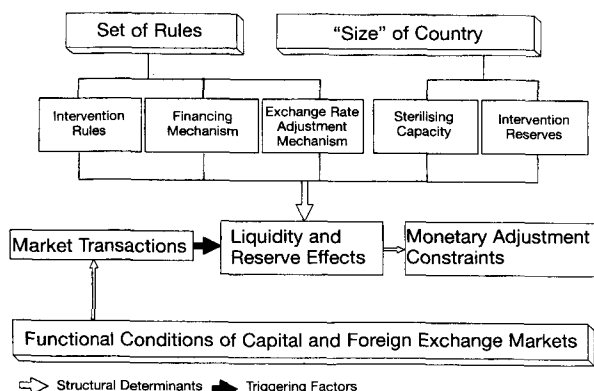 Set of Rules
“Size” of Country
Intervention
Rules
Financing
Mechanism
Exchange Rate
Adjustment
Mechanism
Sterilising
Capacity
Intervention
Reserves
Market Transactions
Liquidity and
Reserve Effects
Monetary Adjustment
Constraints
Functional Conditions of Capital and Foreign Exchange Markets
Structural Determinants
Triggering Factors